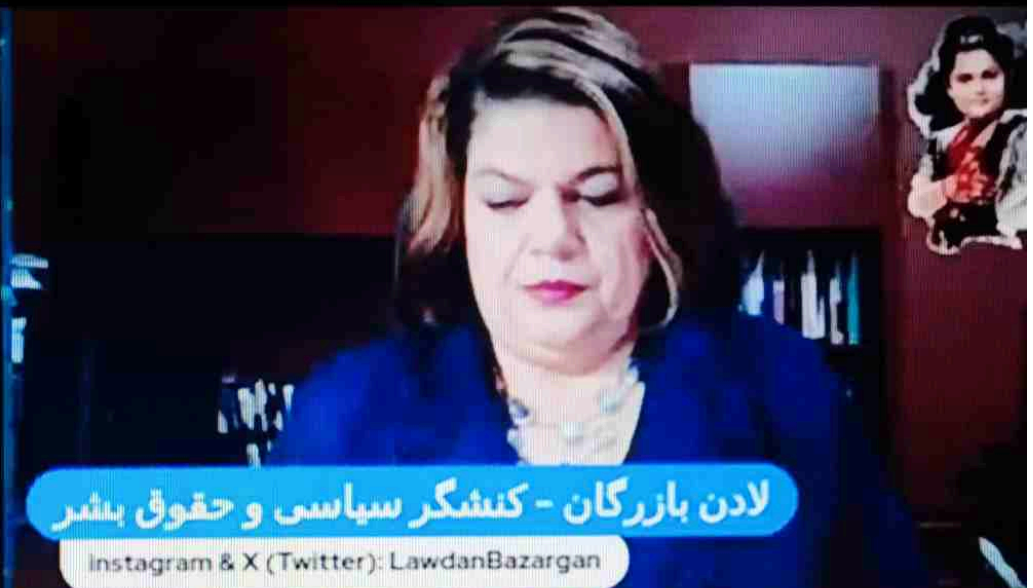 لادن بازرگان - کنشگر سیاسی و حقوق بشر
Instagram & X (Twitter): LawdanBazargan